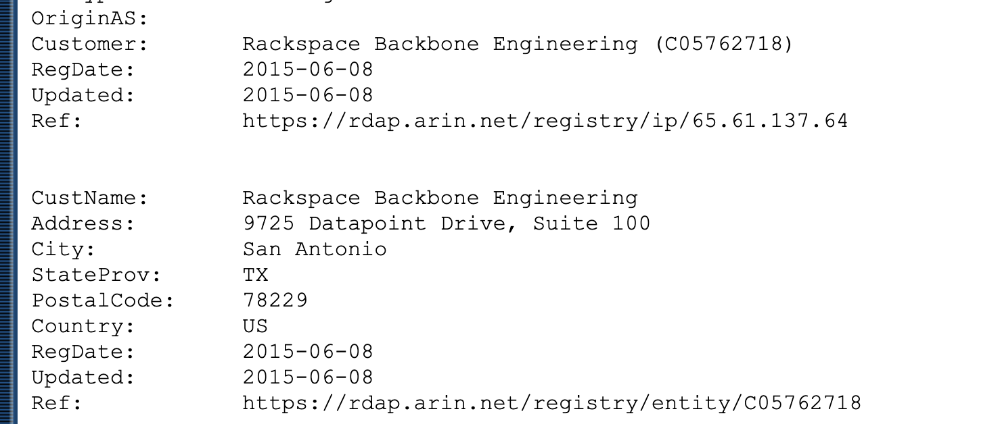 OriginAS:
Customer: Rackspace Backbone Engineering (C05762718)
RegDate: 2015-06-08
Updated: 2015-06-08
Ref: https://rdap.arin.net/registry/ip/65.61.137.64
CustName: Rackspace Backbone Engineering
Address: 9725 Datapoint Drive, Suite 100
City: San Antonio
StateProv: TX
PostalCode: 78229
Country: US
RegDate: 2015-06-08
Updated: 2015-06-08
Ref: https://rdap.arin.net/registry/entity/C05762718